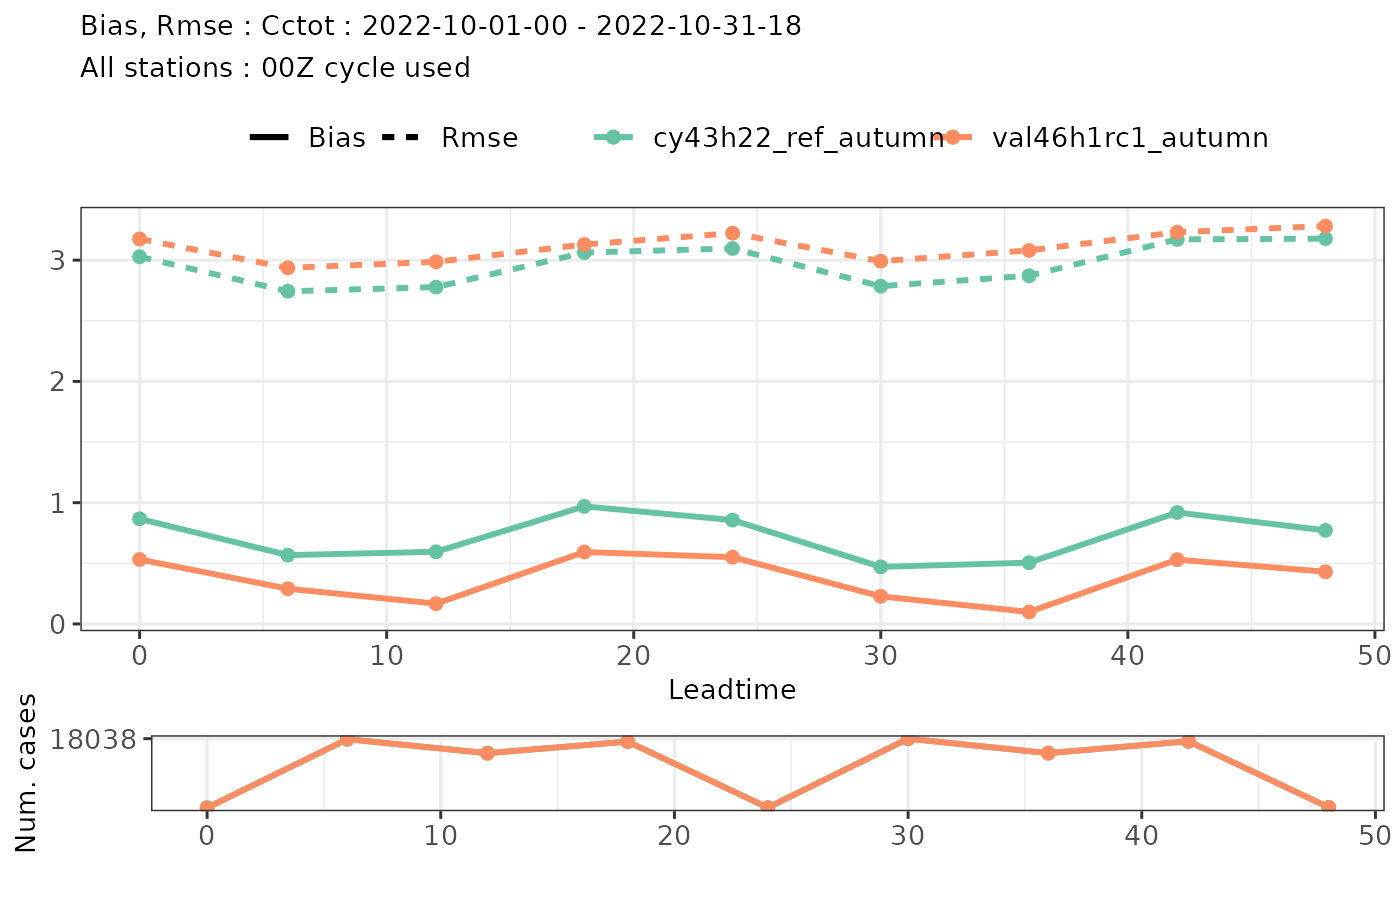 Bias, Rmse : Cctot : 2022-10-01-00 - 2022-10-31-18
All stations : 00Z cycle used
Bias Rmse cy43h22_ref_autumn val46h1rc1_autumn
3
2
1
0
0 10 20 30 40 50
Leadtime
Num. cases
18038
0 10 20 30 40 50